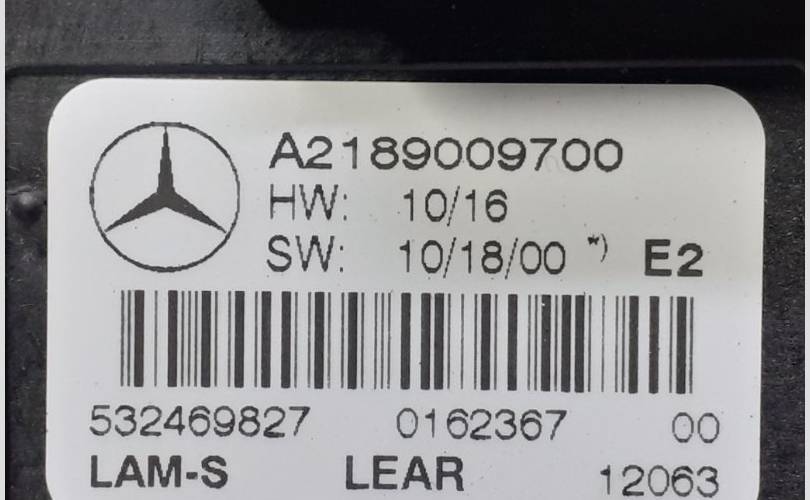 A2189009700
HW: 10/16
SW: 10/18/00 *) E2
532469827 0162367 00
LAM-S LEAR 12063